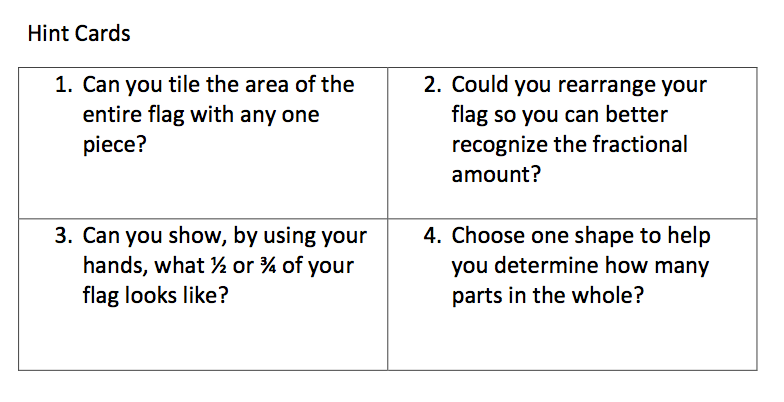 Hint Cards
1. Can you tile the area of the
entire flag with any one
piece?
2. Could you rearrange your
flag so you can better
recognize the fractional
amount?
3. Can you show, by using your
hands, what ½ or ¾ of your
flag looks like?
4. Choose one shape to help
you determine how many
parts in the whole?